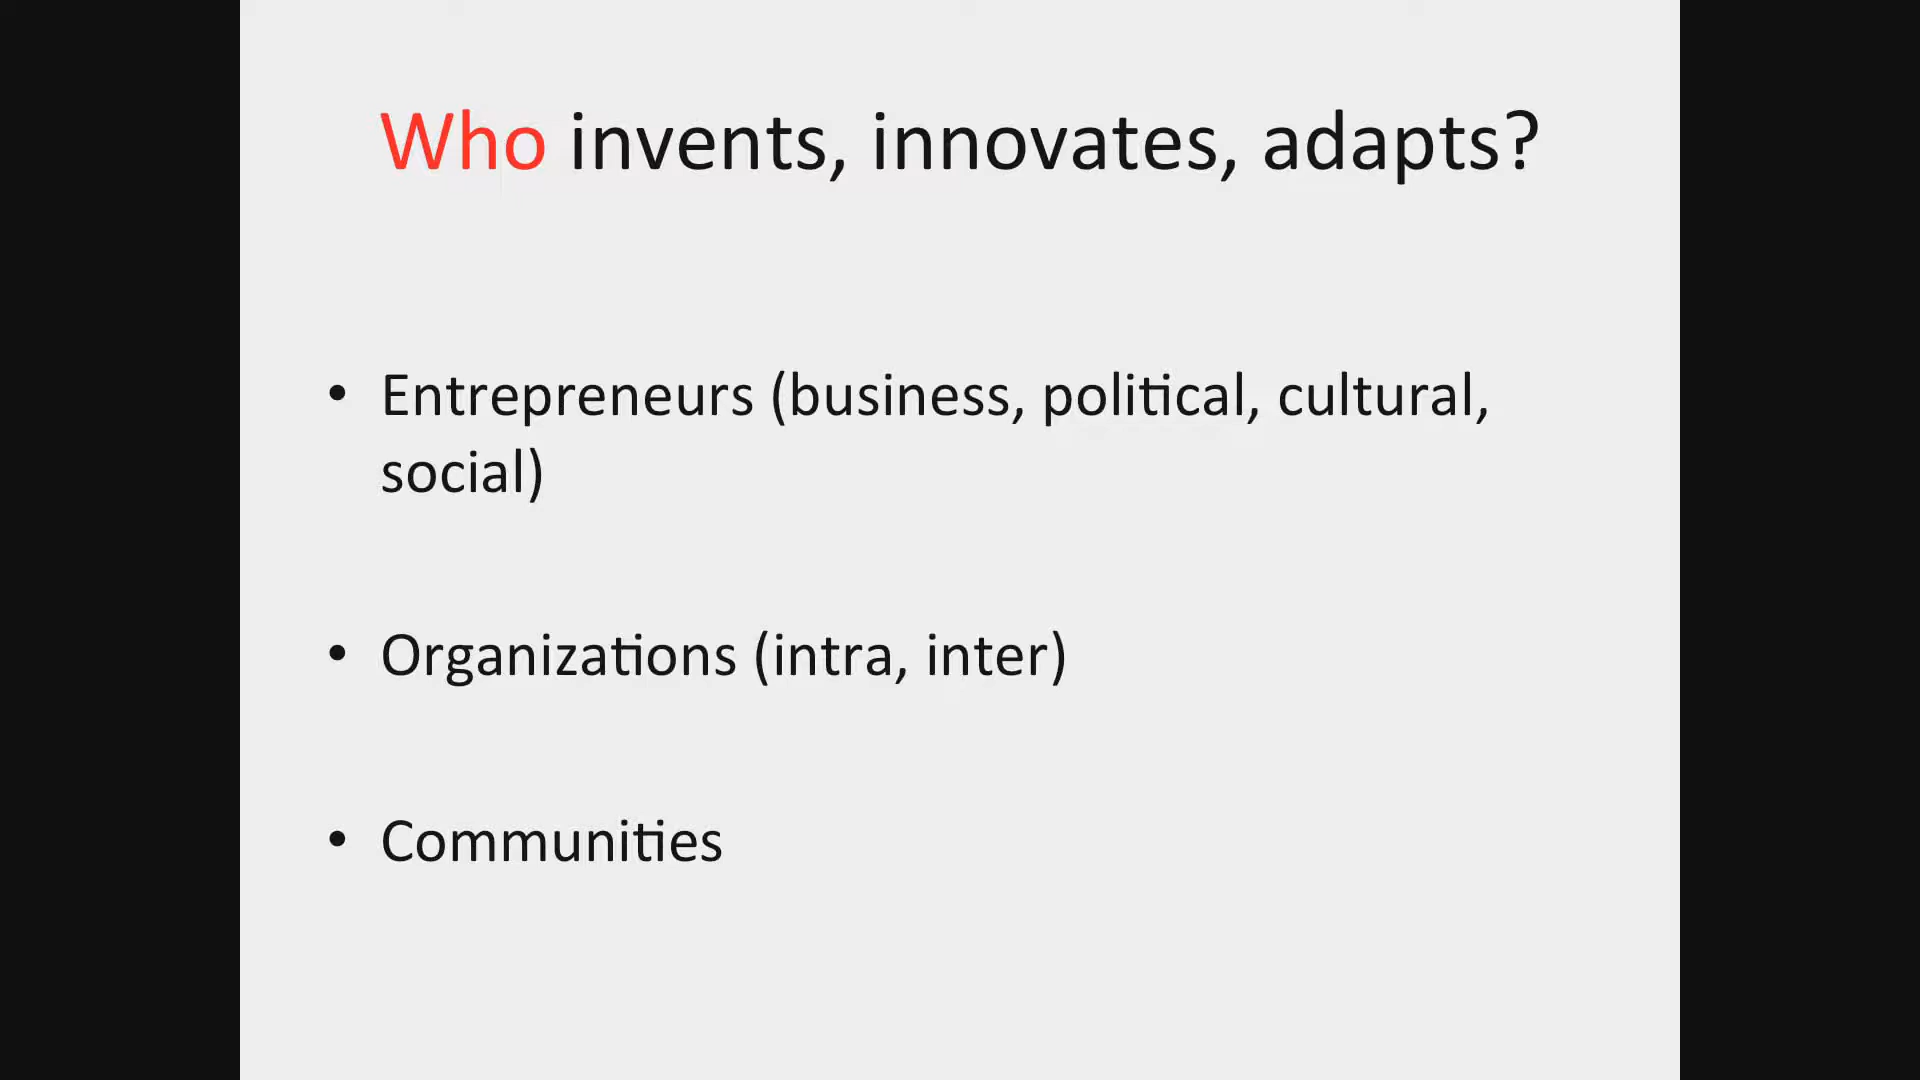 Who invents, innovates, adapts?
• Entrepreneurs (business, political, cultural,
social)
• Organizations (intra, inter)
• Communities